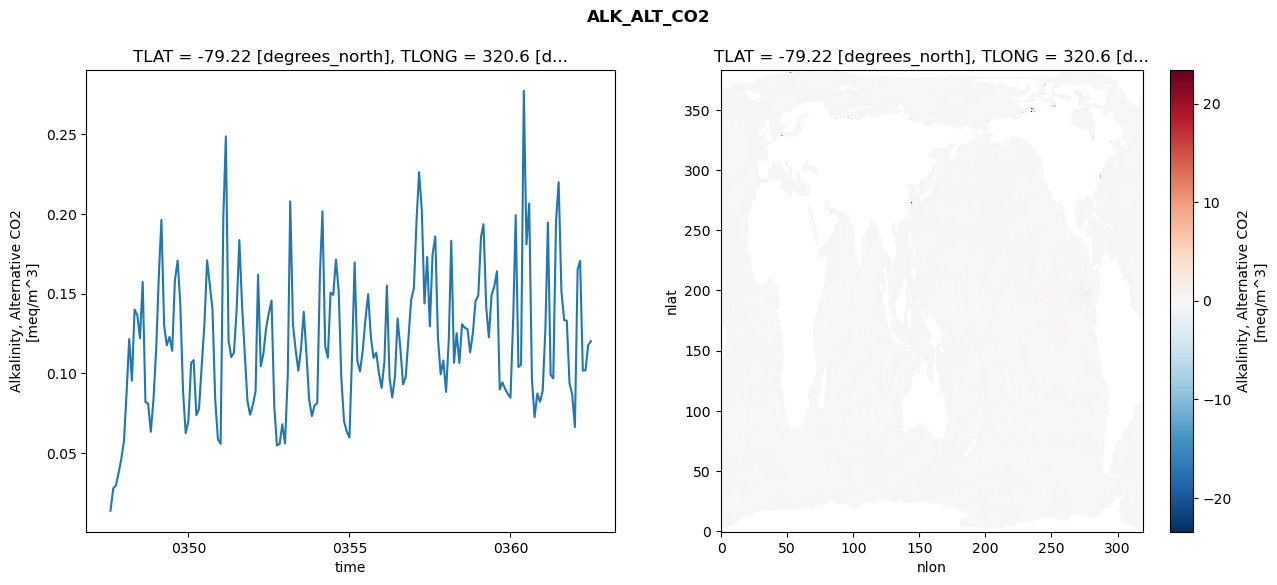 ALK_ALT_CO2
TLAT = -79.22 [degrees_north], TLONG = 320.6 [d...
Alkalinity, Alternative CO2
[meq/m^3]
0.25
0.20
0.15
0.10
0.05
0350
0355
0360
time
TLAT = -79.22 [degrees_north], TLONG = 320.6 [d...
nlat
350
300
250
200
150
100
50
0
0
50
100
150
200
250
300
nlon
20
10
0
−10
−20
Alkalinity, Alternative CO2
[meq/m^3]